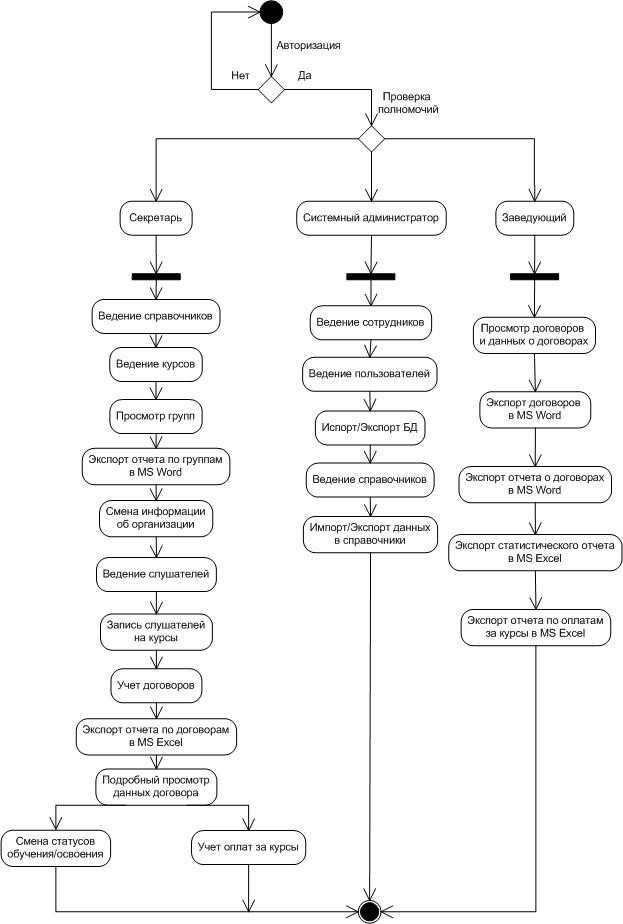 Авторизация
Нет
Да
Проверка
полномочий
Секретарь
Системный администратор
Заведующий
Ведение справочников
Ведение курсов
Просмотр групп
Экспорт отчета по группам
в MS Word
Смена информации
об организации
Ведение слушателей
Запись слушателей
на курсы
Учет договоров
Экспорт отчета по договорам
в MS Excel
Подробный просмотр
данных договора
Смена статусов
обучения/освоения
Учет оплат за курсы
Ведение сотрудников
Ведение пользователей
Испорт/Экспорт БД
Ведение справочников
Импорт/Экспорт данных
в справочники
Просмотр договоров
и данных о договорах
Экспорт договоров
в MS Word
Экспорт отчета о договорах
в MS Word
Экспорт статистического отчета
в MS Excel
Экспорт отчета по оплатам
за курсы в MS Excel